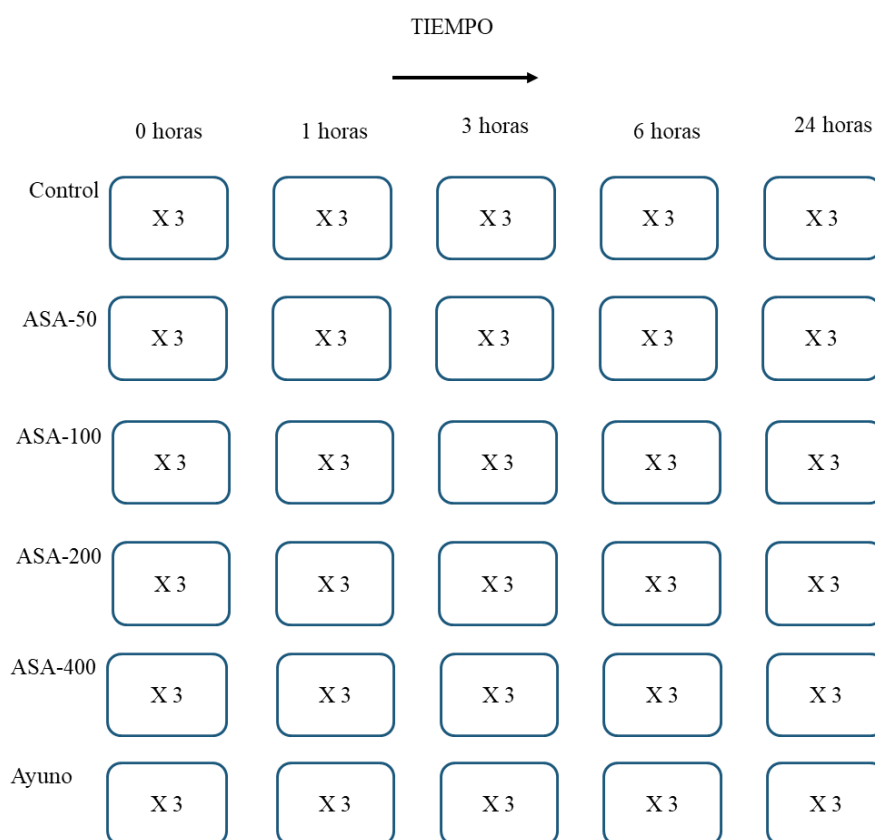 TIEMPO
0 horas 1 horas 3 horas 6 horas 24 horas
Control X 3 X 3 X 3 X 3 X 3
ASA-50 X 3 X 3 X 3 X 3 X 3
ASA-100 X 3 X 3 X 3 X 3 X 3
ASA-200 X 3 X 3 X 3 X 3 X 3
ASA-400 X 3 X 3 X 3 X 3 X 3
Ayuno X 3 X 3 X 3 X 3 X 3